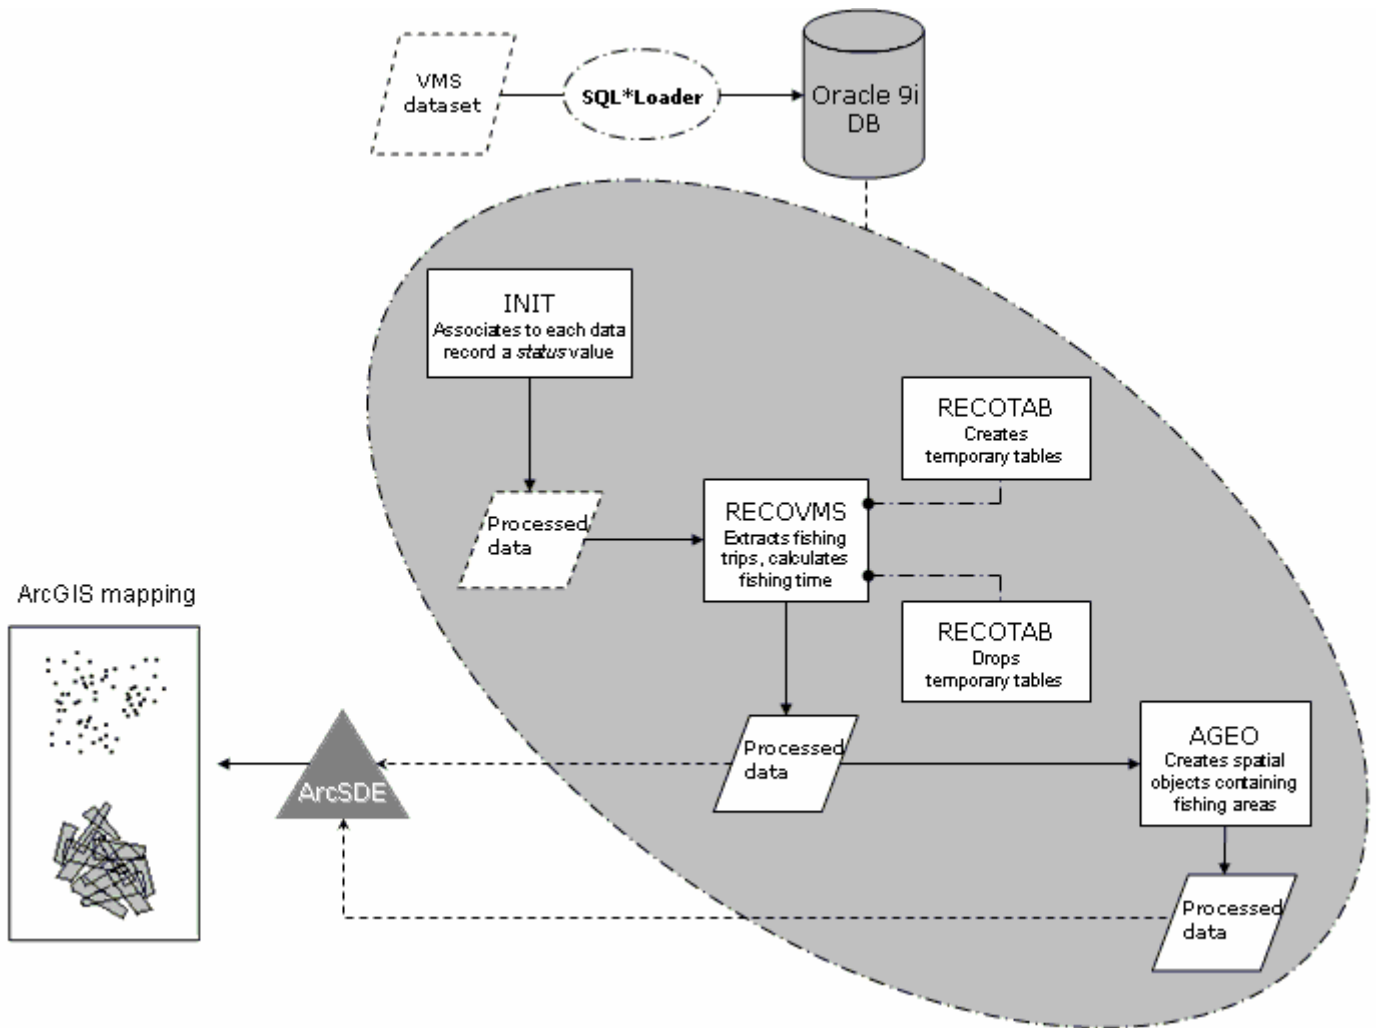 VMS
dataset
SQL*Loader
Oracle 9i
DB
INIT
Associates to each data
record a status value
RECOTAB
Creates
temporary tables
Processed
data
RECOVMS
Extracts fishing
trips, calculates
fishing time
ArcGIS mapping
RECOTAB
Drops
temporary tables
Processed
data
AGEO
Creates spatial
objects containing
fishing areas
ArcSDE
Processed
data